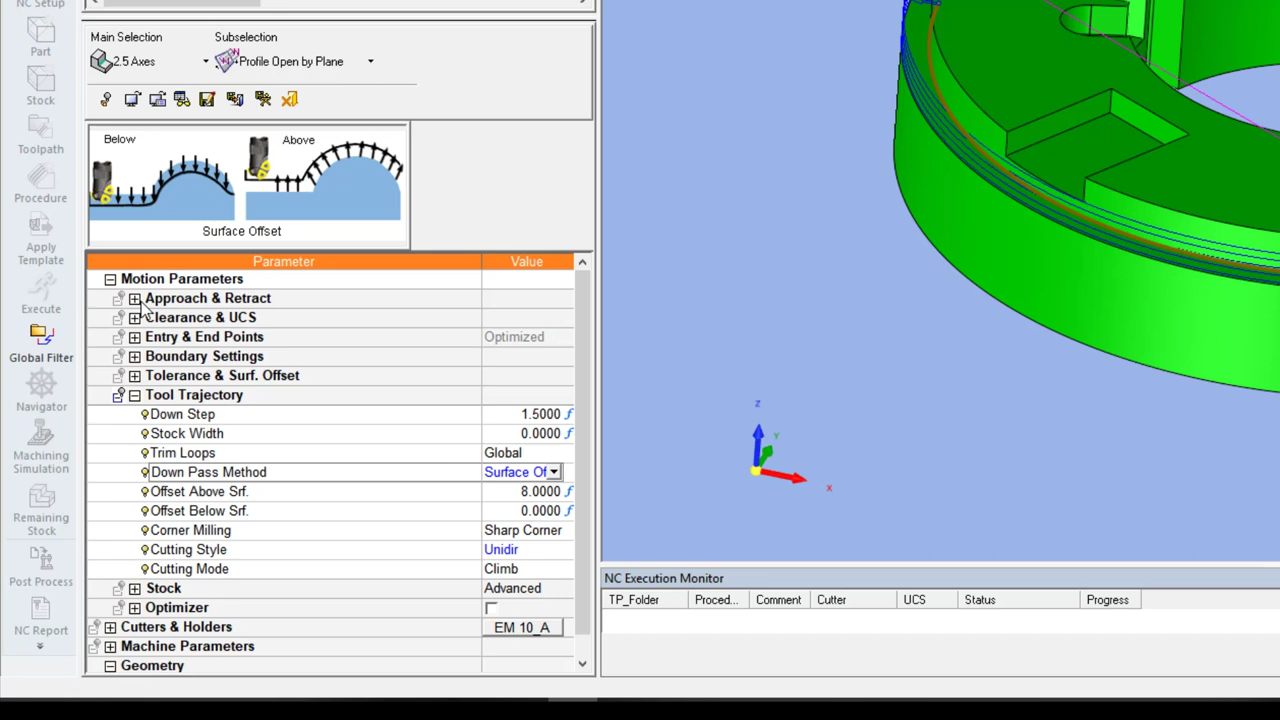 NC Setup
Part
Stock
Toolpath
Procedure
Apply
Template
Execute
Global Filter
Navigator
Machining
Simulation
Remaining
Stock
Post Process
NC Report
Main Selection
Subselection
2.5 Axes
Profile Open by Plane
Below
Above
Surface Offset
Parameter Value
Motion Parameters
Approach & Retract
Clearance & UCS
Entry & End Points Optimized
Boundary Settings
Tolerance & Surf. Offset
Tool Trajectory
Down Step 1.5000 f
Stock Width 0.0000 f
Trim Loops Global
Down Pass Method Surface Of
Offset Above Srf. 8.0000 f
Offset Below Srf. 0.0000 f
Corner Milling Sharp Corner
Cutting Style Unidir
Cutting Mode Climb
Stock Advanced
Optimizer
Cutters & Holders EM 10_A
Machine Parameters
Geometry
Z
Y
X
NC Execution Monitor
TP_Folder Proced... Comment Cutter UCS Status Progress